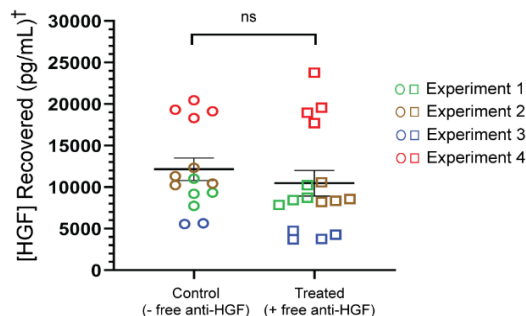 ns
[HGF] Recovered (pg/mL)†
30000
25000
20000
15000
10000
5000
0
Control
(- free anti-HGF)
Treated
(+ free anti-HGF)
Experiment 1
Experiment 2
Experiment 3
Experiment 4